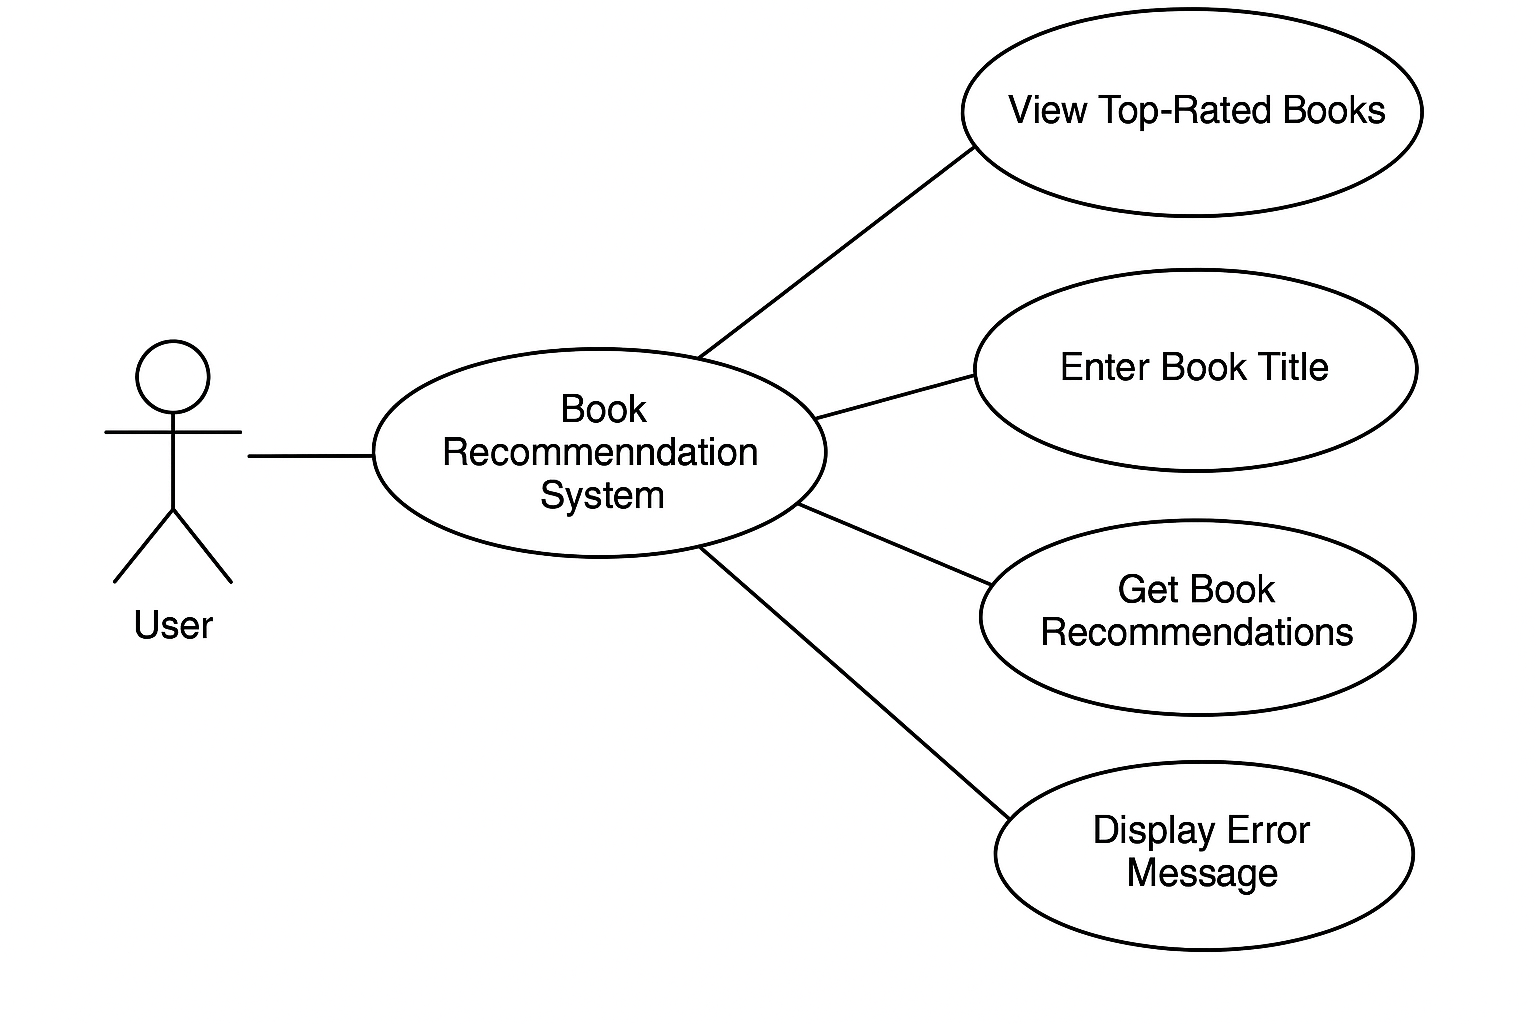 View Top-Rated Books
Enter Book Title
Book
Recommenndation
System
Get Book
Recommendations
User
Display Error
Message